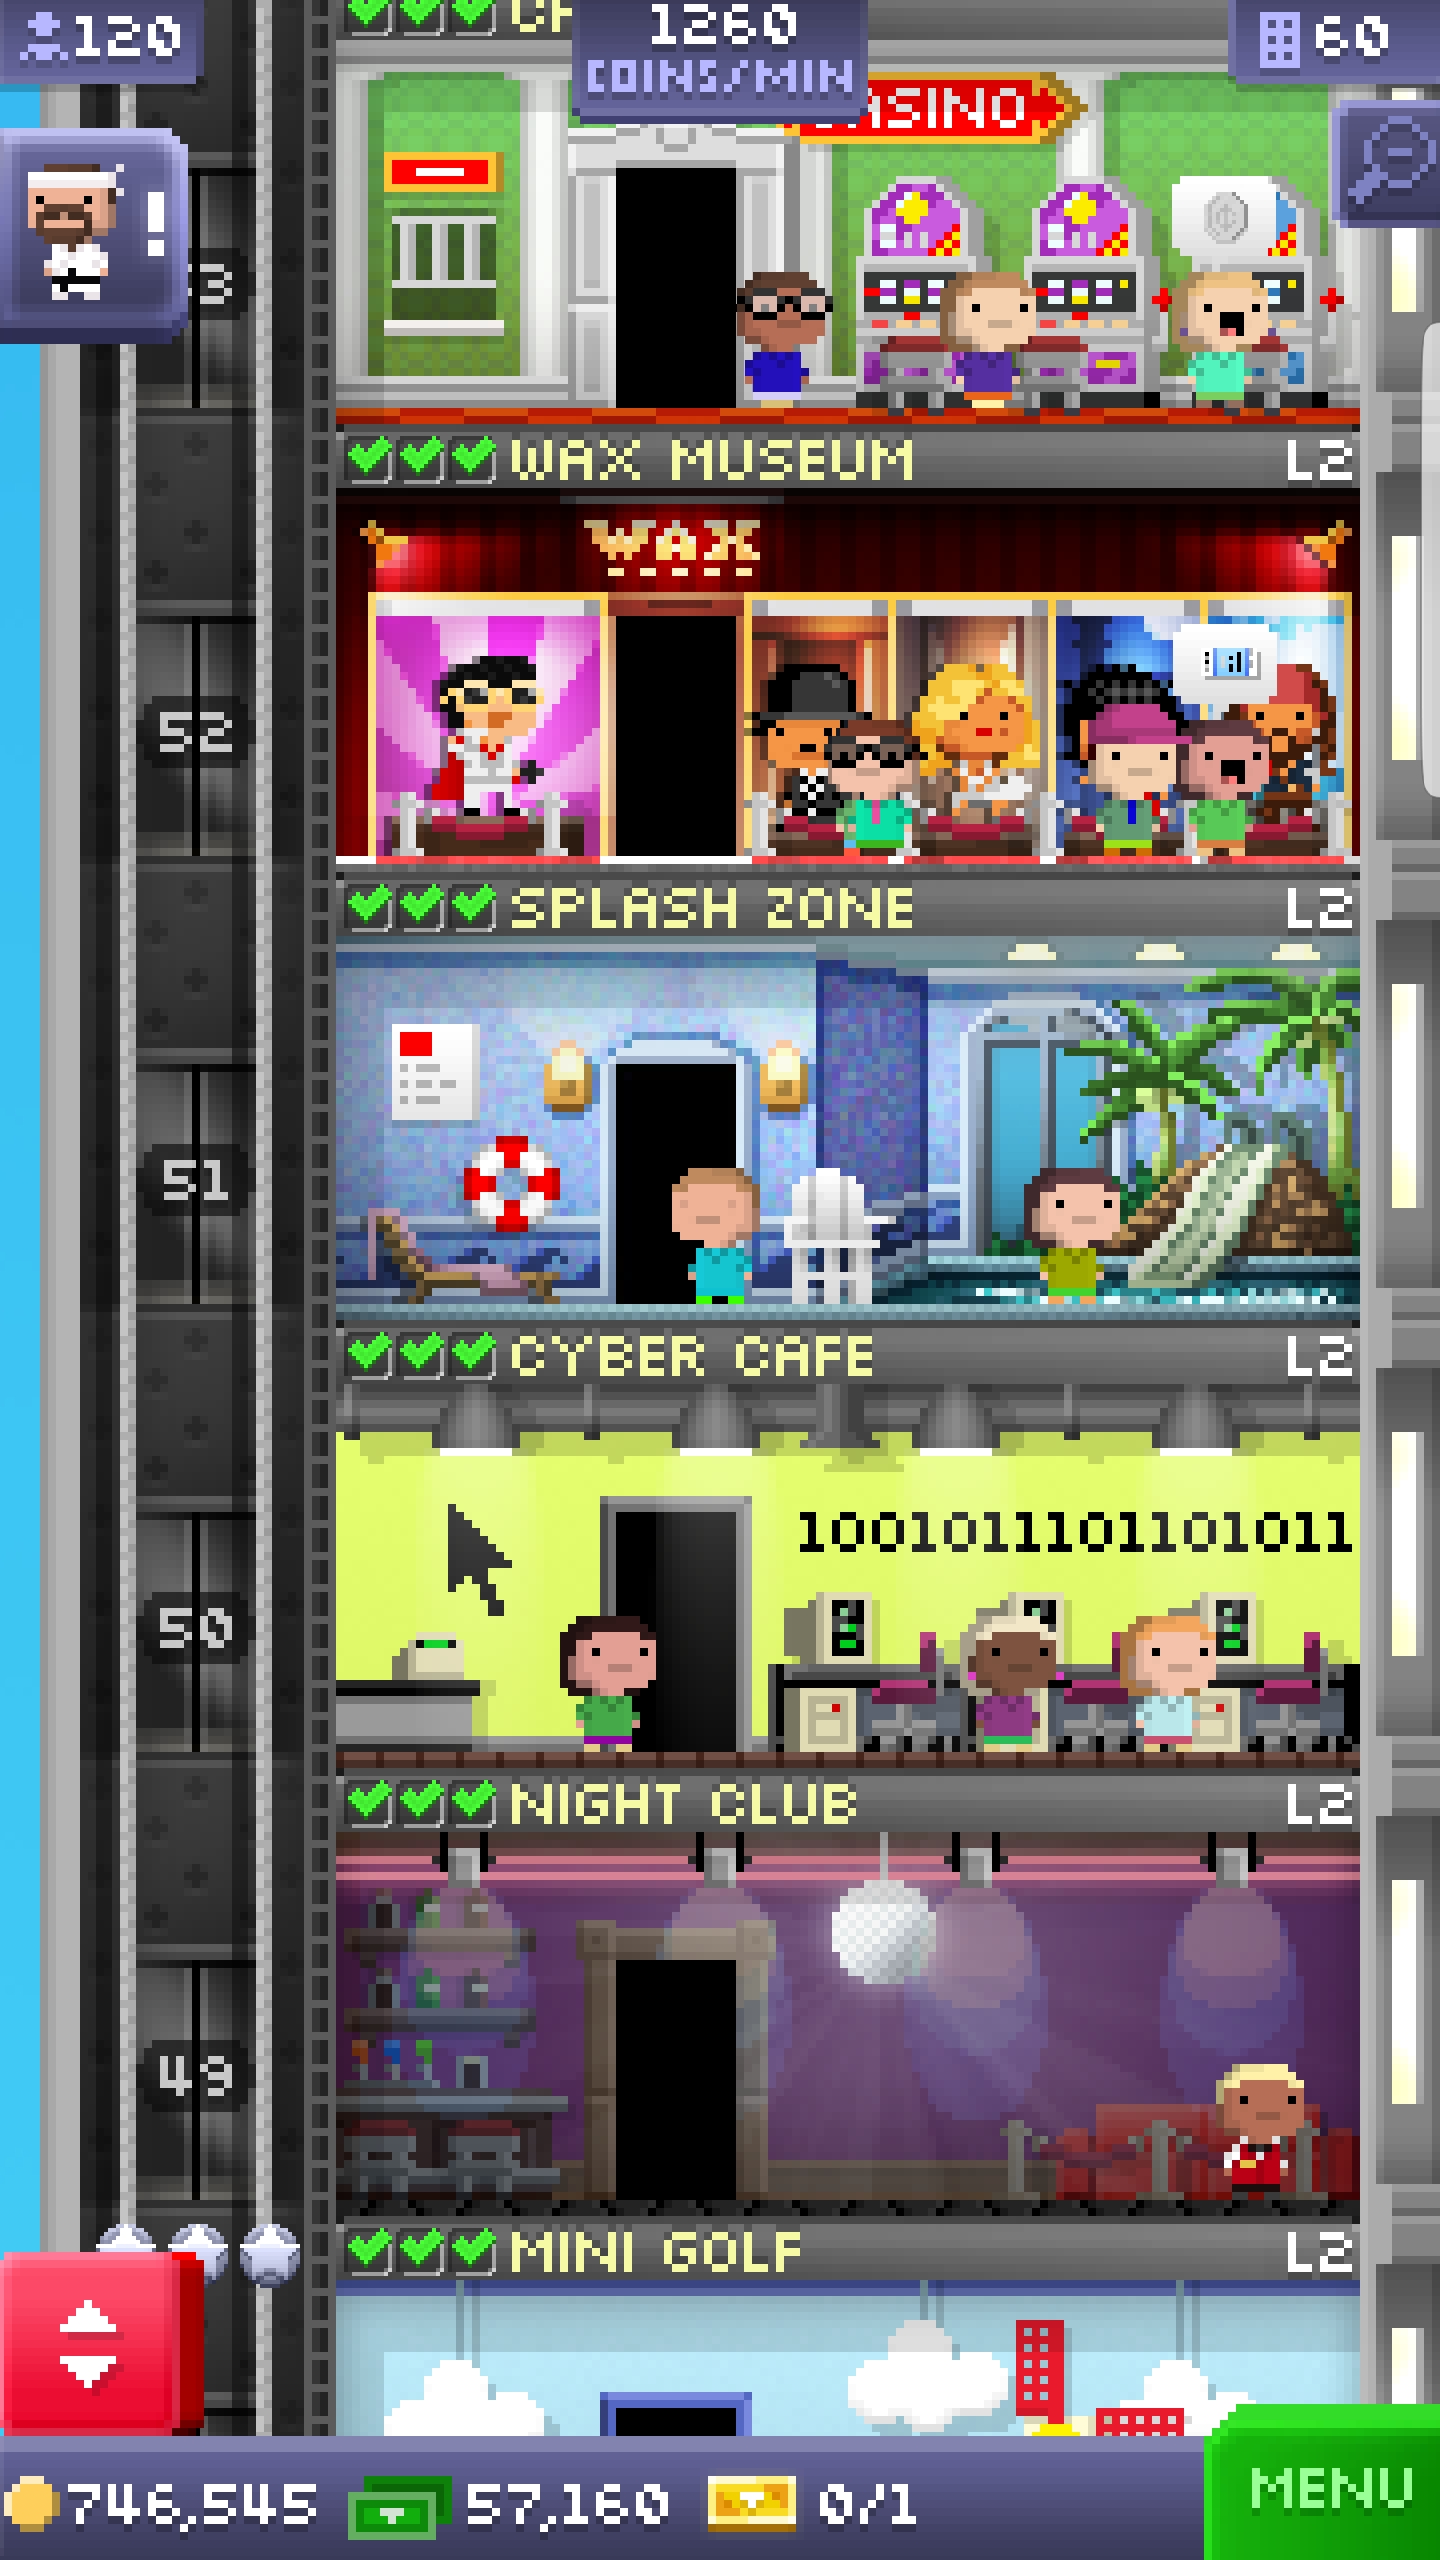 120
1260
COINS/MIN
60
CASINO
!
WAX MUSEUM
L2
WAX
52
SPLASH ZONE
L2
51
CYBER CAFE
L2
1001011101101011
50
NIGHT CLUB
L2
49
MINI GOLF
L2
746,545
57,160
0/1
MENU